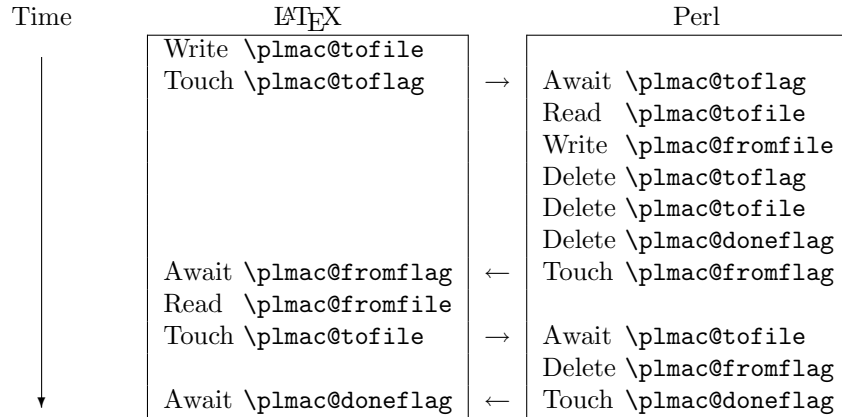 Time LATEX Perl
Write \plmac@tofile
Touch \plmac@toflag → Await \plmac@toflag
Read \plmac@tofile
Write \plmac@fromfile
Delete \plmac@toflag
Delete \plmac@tofile
Delete \plmac@doneflag
Await \plmac@fromflag ← Touch \plmac@fromflag
Read \plmac@fromfile
Touch \plmac@tofile → Await \plmac@tofile
Delete \plmac@fromflag
Await \plmac@doneflag ← Touch \plmac@doneflag